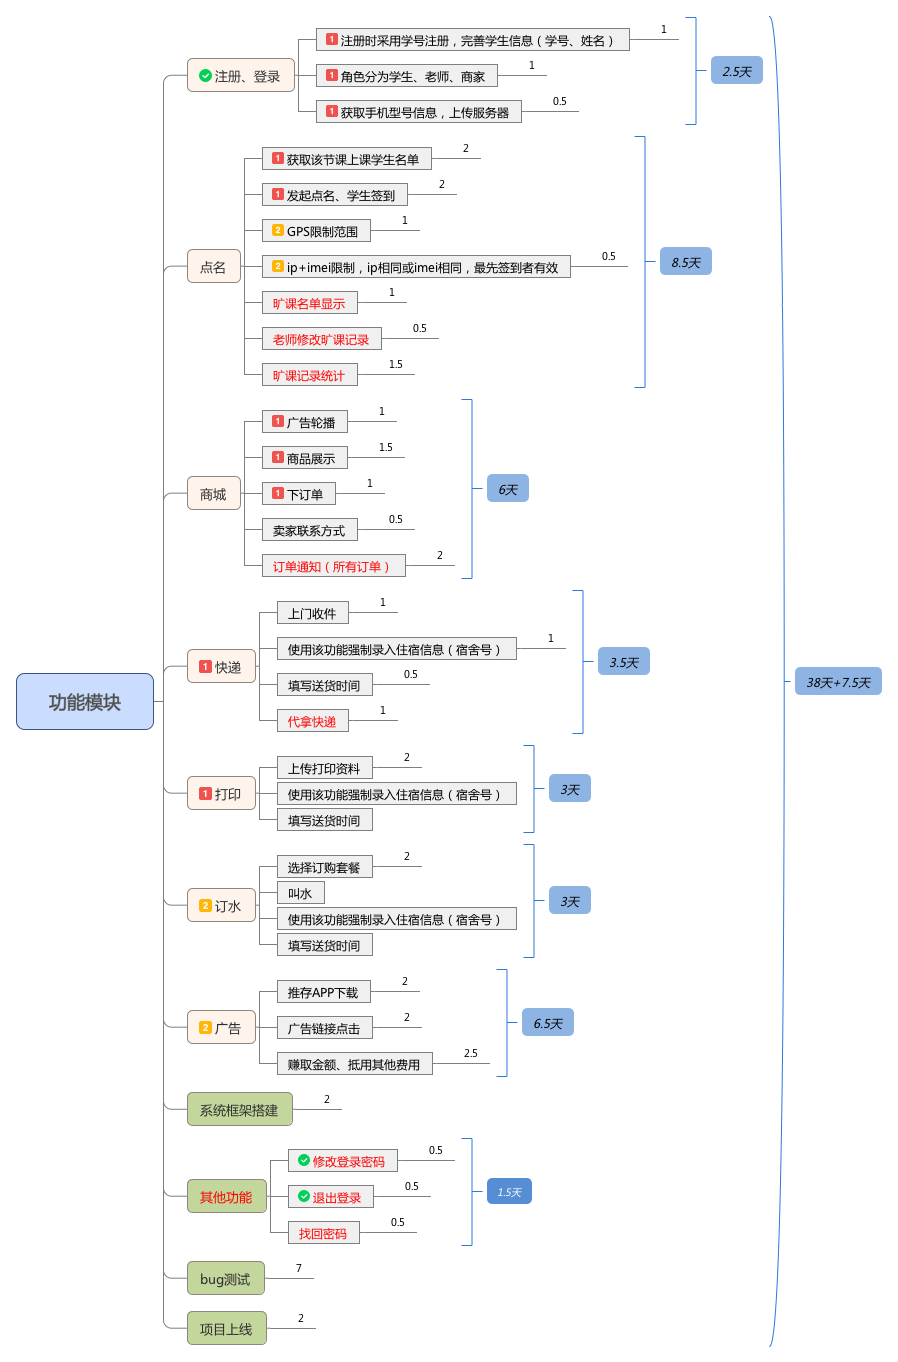 功能模块
注册、登录
1 注册时采用学号注册，完善学生信息（学号、姓名）
1
1 角色分为学生、老师、商家
1
1 获取手机型号信息，上传服务器
0.5
2.5天
点名
1 获取该节课上课学生名单
2
1 发起点名、学生签到
2
2 GPS限制范围
1
2 ip+imei限制，ip相同或imei相同，最先签到者有效
0.5
旷课名单显示
1
老师修改旷课记录
0.5
旷课记录统计
1.5
8.5天
商城
1 广告轮播
1
1 商品展示
1.5
1 下订单
1
卖家联系方式
0.5
订单通知（所有订单）
2
6天
1 快递
上门收件
1
使用该功能强制录入住宿信息（宿舍号）
1
填写送货时间
0.5
代拿快递
1
3.5天
1 打印
上传打印资料
2
使用该功能强制录入住宿信息（宿舍号）
填写送货时间
3天
2 订水
选择订购套餐
2
叫水
使用该功能强制录入住宿信息（宿舍号）
填写送货时间
3天
2 广告
推存APP下载
2
广告链接点击
2
赚取金额、抵用其他费用
2.5
6.5天
系统框架搭建
2
其他功能
修改登录密码
0.5
退出登录
0.5
找回密码
0.5
1.5天
bug测试
7
项目上线
2
38天+7.5天